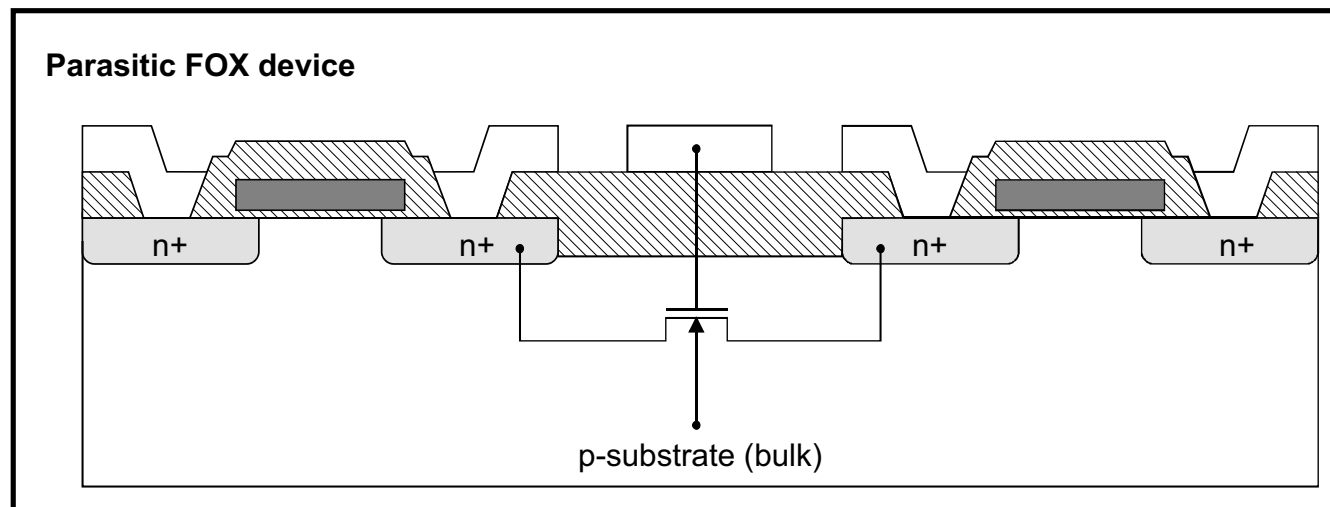 Parasitic FOX device
n+
n+
n+
n+
p-substrate (bulk)